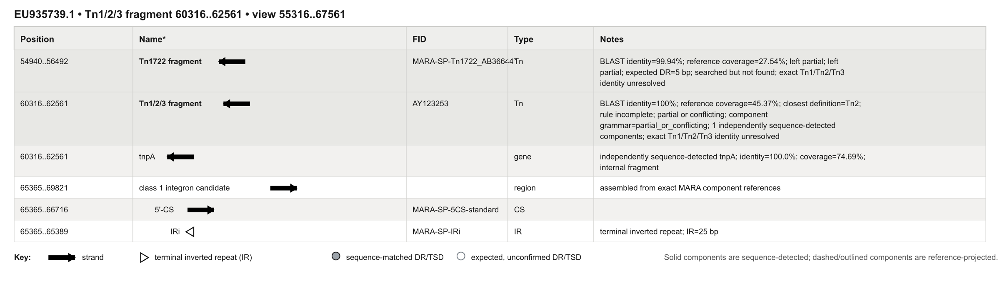 EU935739.1 • Tn1/2/3 fragment 60316..62561 • view 55316..67561
Position Name* FID Type Notes
54940..56492 Tn1722 fragment MARA-SP-Tn1722_AB366441 Tn BLAST identity=99.94%; reference coverage=27.54%; left partial; left
partial; expected DR=5 bp; searched but not found; exact Tn1/Tn2/Tn3
identity unresolved
60316..62561 Tn1/2/3 fragment AY123253 Tn BLAST identity=100%; reference coverage=45.37%; closest definition=Tn2;
rule incomplete; partial or conflicting; component
grammar=partial_or_conflicting; 1 independently sequence-detected
components; exact Tn1/Tn2/Tn3 identity unresolved
60316..62561 tnpA gene independently sequence-detected tnpA; identity=100.0%; coverage=74.69%;
internal fragment
65365..69821 class 1 integron candidate region assembled from exact MARA component references
65365..66716 5'-CS MARA-SP-5CS-standard CS
65365..65389 IRi MARA-SP-IRi IR terminal inverted repeat; IR=25 bp
Key: strand terminal inverted repeat (IR) sequence-matched DR/TSD expected, unconfirmed DR/TSD Solid components are sequence-detected; dashed/outlined components are reference-projected.